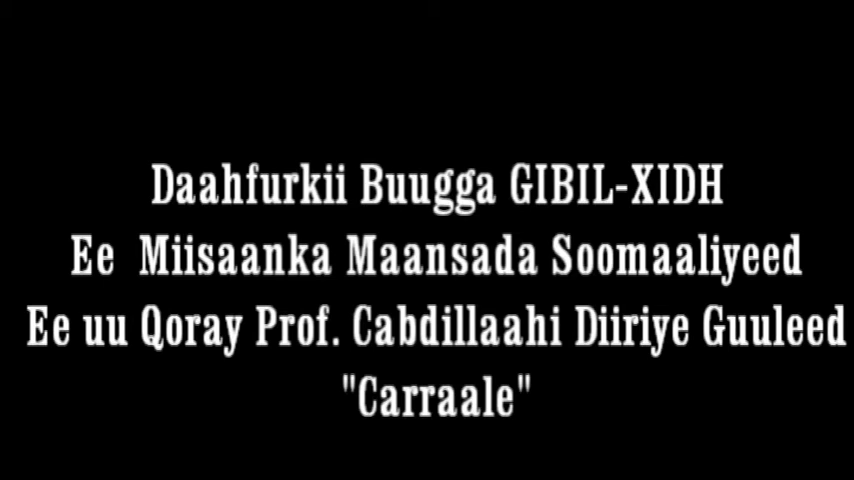 Daahfurkii Buugga GIBIL-XIDH
Ee Miisaanka Maansada Soomaaliyeed
Ee uu Qoray Prof. Cabdillaahi Diiriye Guuleed
"Carraale"